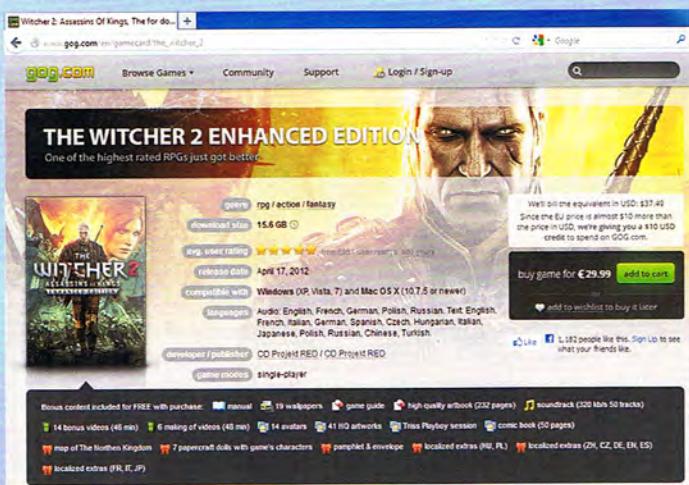 Witcher 2: Assassins Of Kings, The for do... +
www.gog.com/en/gamecard/the_witcher_2
Google
gog.com Browse Games Community Support Login / Sign-up
THE WITCHER 2 ENHANCED EDITION
One of the highest rated RPGs just got better.
THE
WITCHER 2
ASSASSINS OF KINGS
ENHANCED EDITION
genre rpg / action / fantasy
download size 15.6 GB
avg. user rating
release date April 17, 2012
compatible with Windows (XP, Vista, 7) and Mac OS X (10.7.5 or newer)
languages Audio: English, French, German, Polish, Russian. Text: English,
French, Italian, German, Spanish, Czech, Hungarian, Italian,
Japanese, Polish, Russian, Chinese, Turkish.
developer / publisher CD Projekt RED / CD Projekt RED
game modes single-player
We'll bill the equivalent in USD: $37.49
Since the EU price is almost $10 more than
the price in USD, we're giving you a $10 USD
credit to spend on GOG.com.
buy game for €29.99 add to cart
or
add to wishlist to buy it later
Like 1,182 people like this. Sign Up to see
what your friends like.
Bonus content included for FREE with purchase: manual 19 wallpapers game guide high quality artbook (232 pages) soundtrack (320 kb/s 50 tracks)
14 bonus videos (46 min) 6 making of videos (48 min) 14 avatars 41 HQ artworks Triss Playboy session comic book (50 pages)
map of The Northen Kingdom 7 papercraft dolls with game's characters pamphlet & envelope localized extras (RU, PL) localized extras (ZH, CZ, DE, EN, ES)
localized extras (FR, IT, JP)